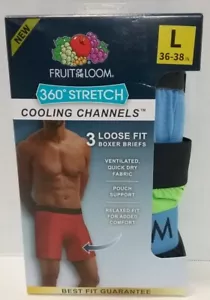 NEW
FRUIT OF THE LOOM
L
36-38 IN
360° STRETCH
COOLING CHANNELS™
3 LOOSE FIT
BOXER BRIEFS
VENTILATED,
QUICK DRY
FABRIC
POUCH
SUPPORT
RELAXED FIT
FOR ADDED
COMFORT
M
BEST FIT GUARANTEE